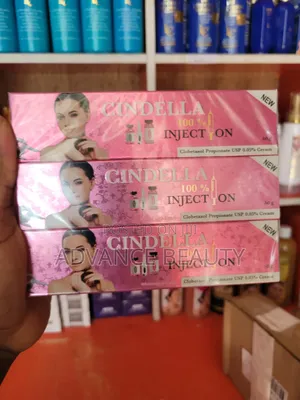 CINDELLA
100 %
INJECTION
NEW
Clobetasol Propionate USP 0.05% Cream
CINDELLA
100 %
INJECTION
NEW
Clobetasol Propionate USP 0.05% Cream
CINDELLA
ADVANCE BEAUTY
INJECTION
NEW
Clobetasol Propionate USP 0.05% Cream